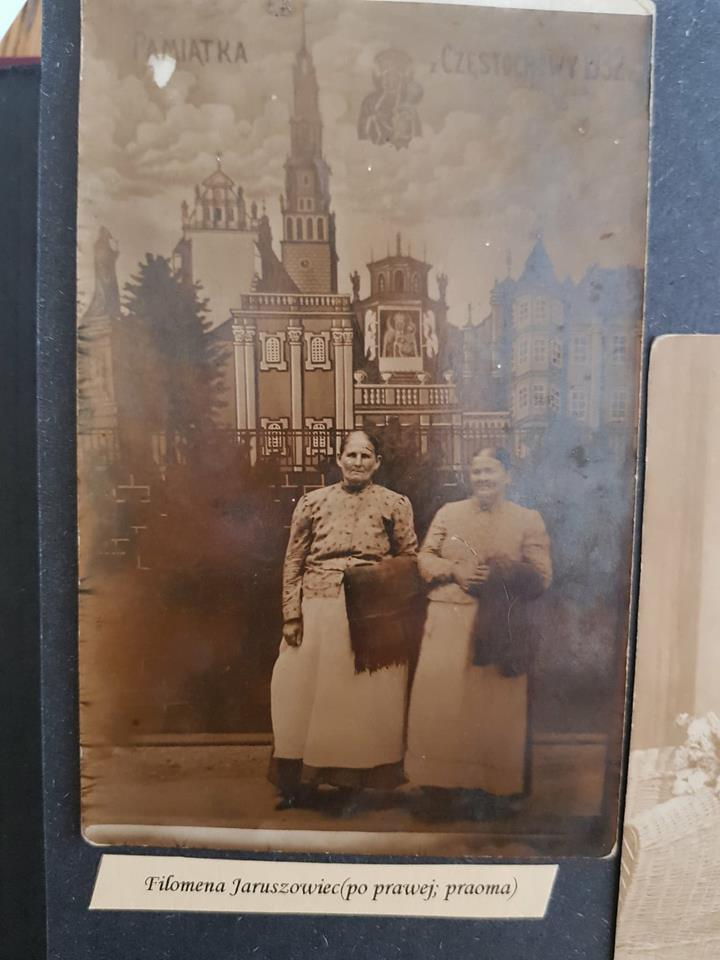 PAMIATKA z CZĘSTOCHOWY 1932 r.
Filomena Jaruszowiec(po prawej; praoma)